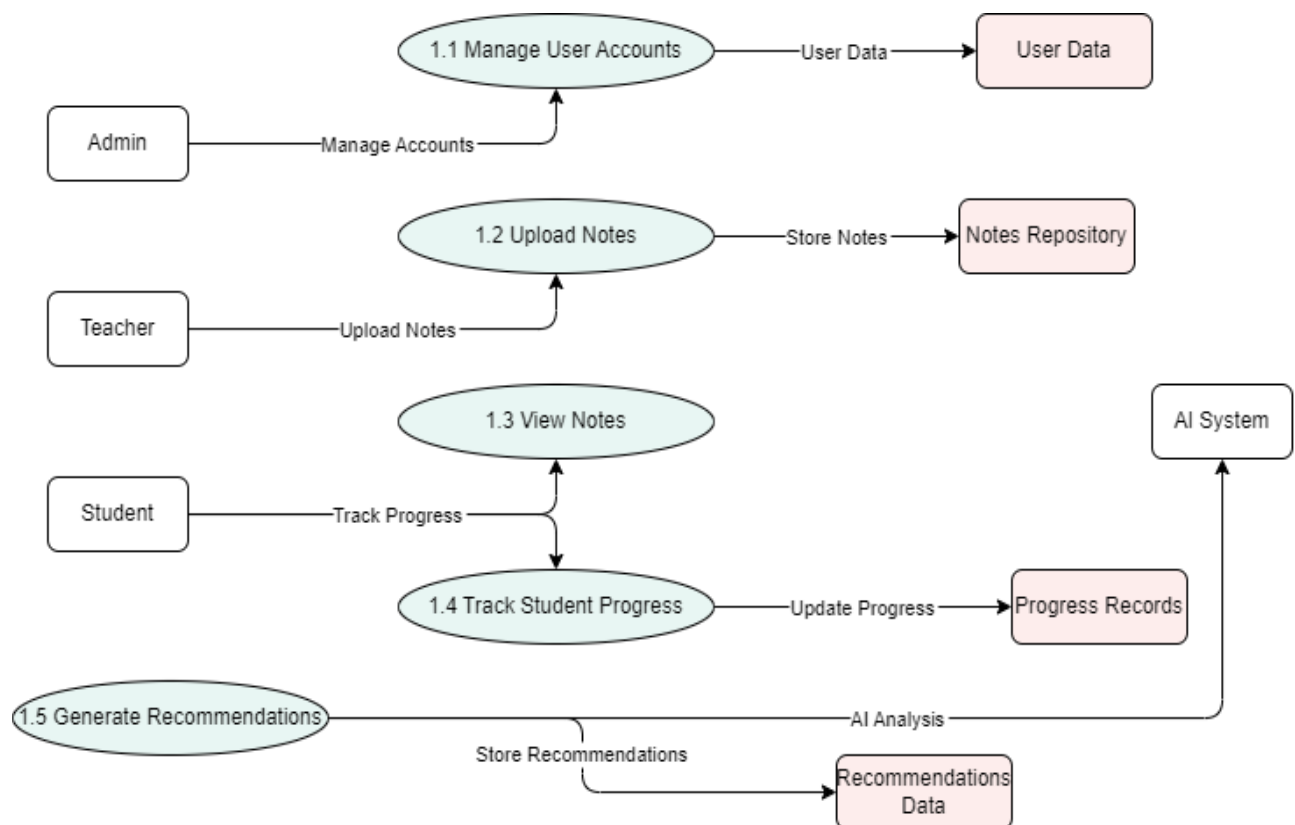 1.1 Manage User Accounts
User Data
User Data
Admin
Manage Accounts
1.2 Upload Notes
Store Notes
Notes Repository
Teacher
Upload Notes
1.3 View Notes
AI System
Student
Track Progress
1.4 Track Student Progress
Update Progress
Progress Records
1.5 Generate Recommendations
AI Analysis
Store Recommendations
Recommendations
Data